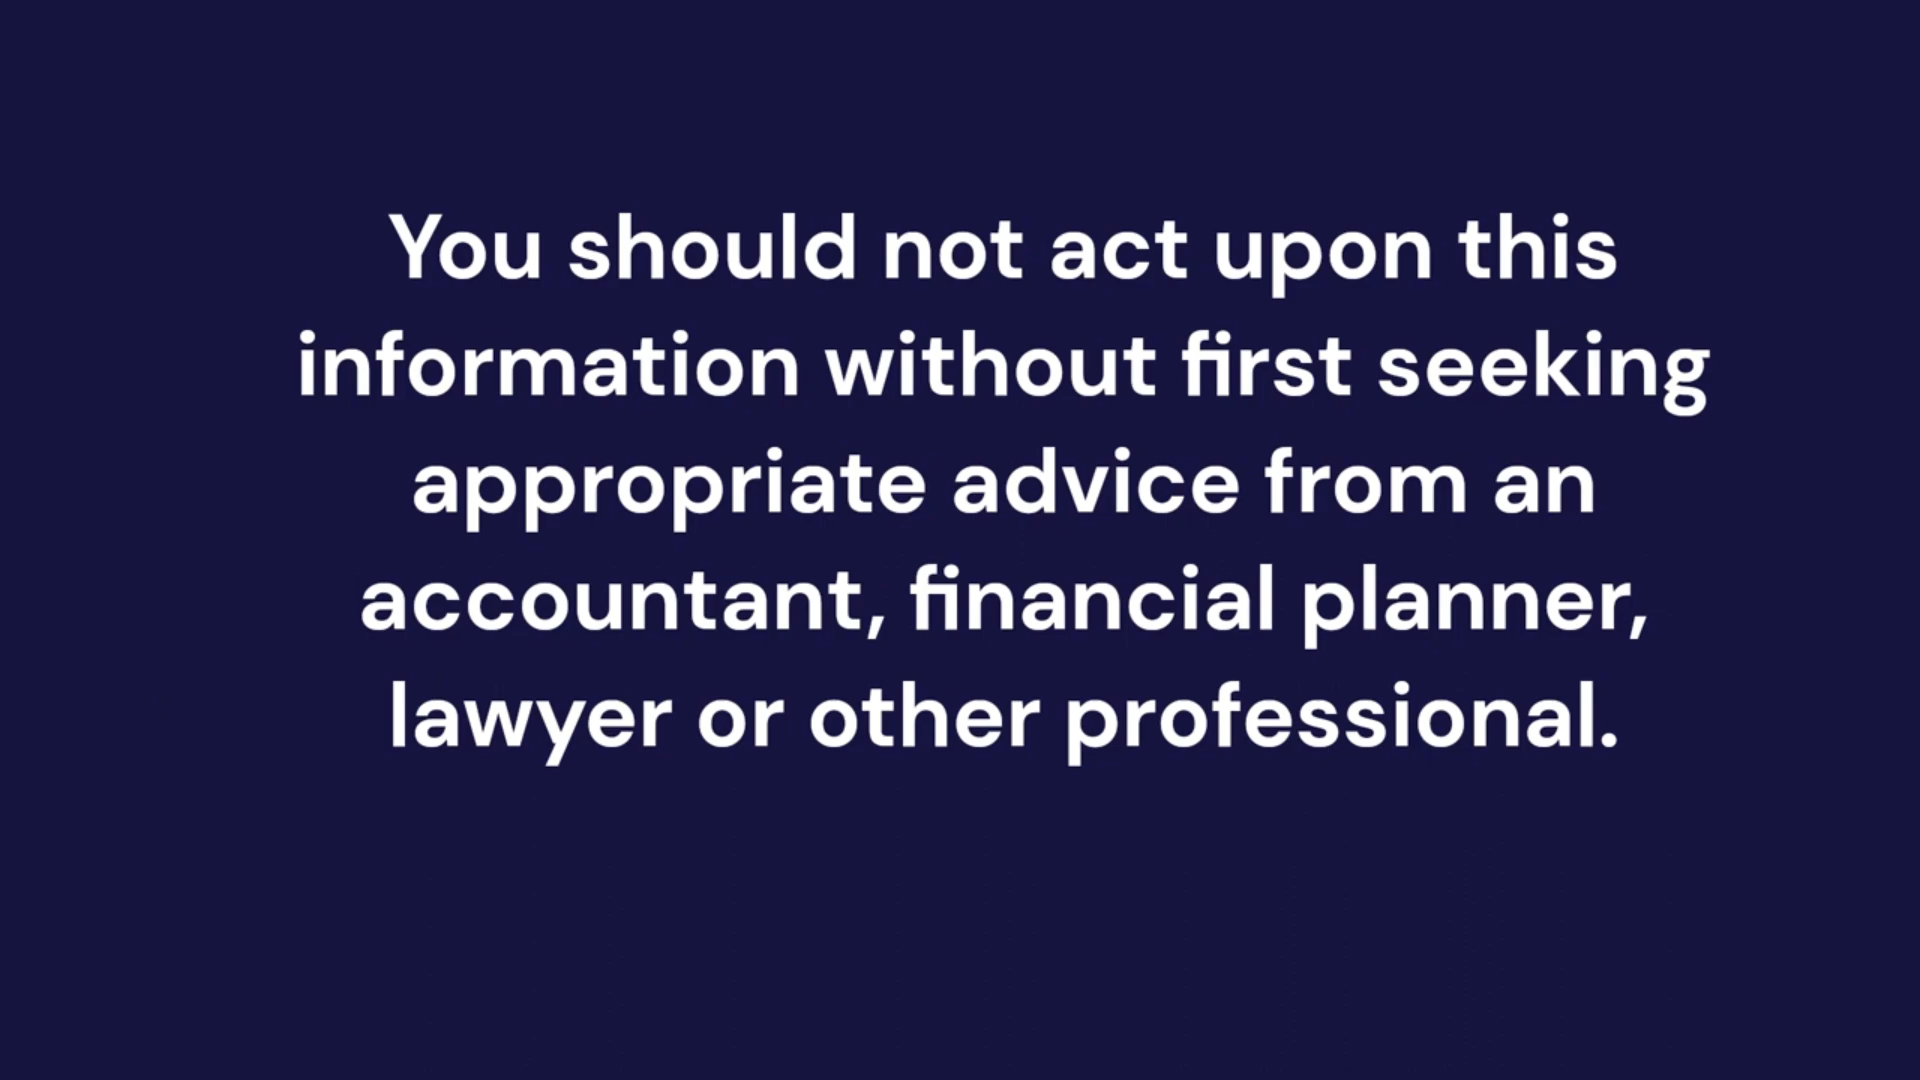 You should not act upon this
information without first seeking
appropriate advice from an
accountant, financial planner,
lawyer or other professional.